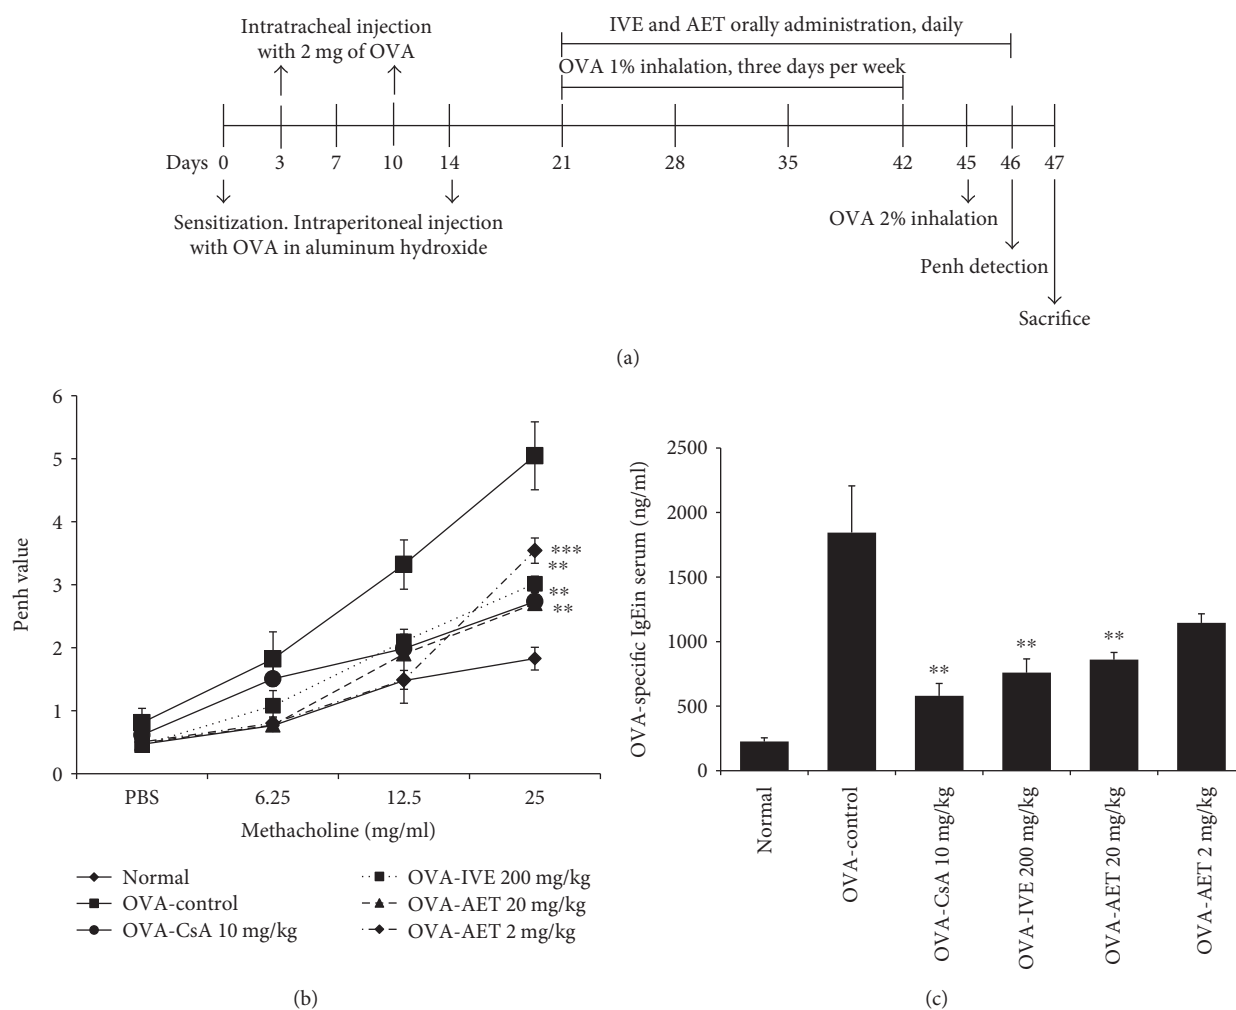 Intratracheal injection
with 2 mg of OVA
IVE and AET orally administration, daily
OVA 1% inhalation, three days per week
Days 0 3 7 10 14 21 28 35 42 45 46 47
Sensitization. Intraperitoneal injection
with OVA in aluminum hydroxide
OVA 2% inhalation
Penh detection
Sacrifice
(a)
Penh value
6
5
4
3
2
1
0
***
**
**
**
PBS 6.25 12.5 25
Methacholine (mg/ml)
Normal
OVA-control
OVA-CsA 10 mg/kg
OVA-IVE 200 mg/kg
OVA-AET 20 mg/kg
OVA-AET 2 mg/kg
(b)
OVA-specific IgEin serum (ng/ml)
2500
2000
1500
1000
500
0
**
**
**
Normal
OVA-control
OVA-CsA 10 mg/kg
OVA-IVE 200 mg/kg
OVA-AET 20 mg/kg
OVA-AET 2 mg/kg
(c)